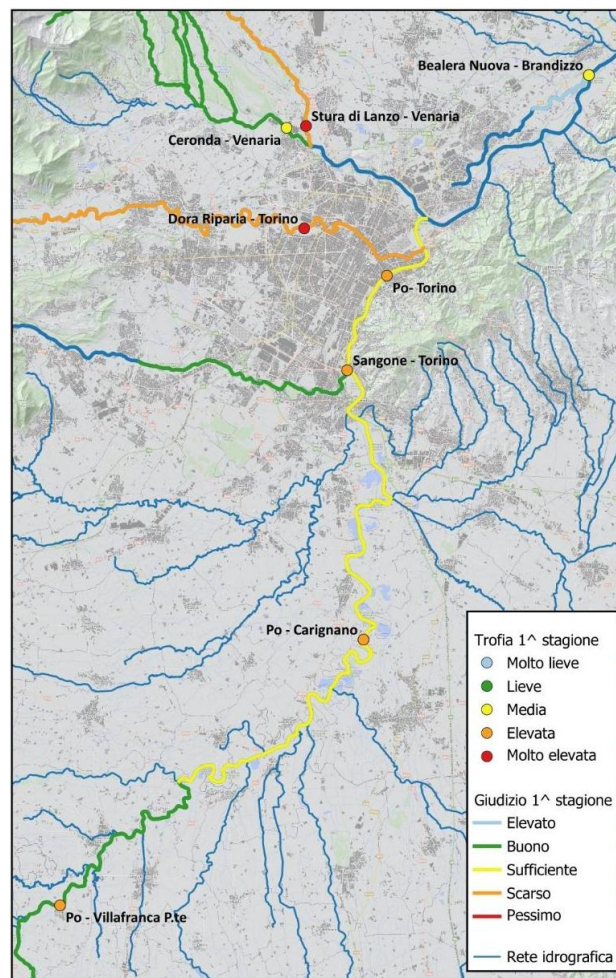 Bealera Nuova - Brandizzo
Stura di Lanzo - Venaria
Ceronda - Venaria
Dora Riparia - Torino
Po- Torino
Sangone - Torino
Po - Carignano
Po - Villafranca P.te
Trofia 1^ stagione
Molto lieve
Lieve
Media
Elevata
Molto elevata
Giudizio 1^ stagione
Elevato
Buono
Sufficiente
Scarso
Pessimo
Rete idrografica